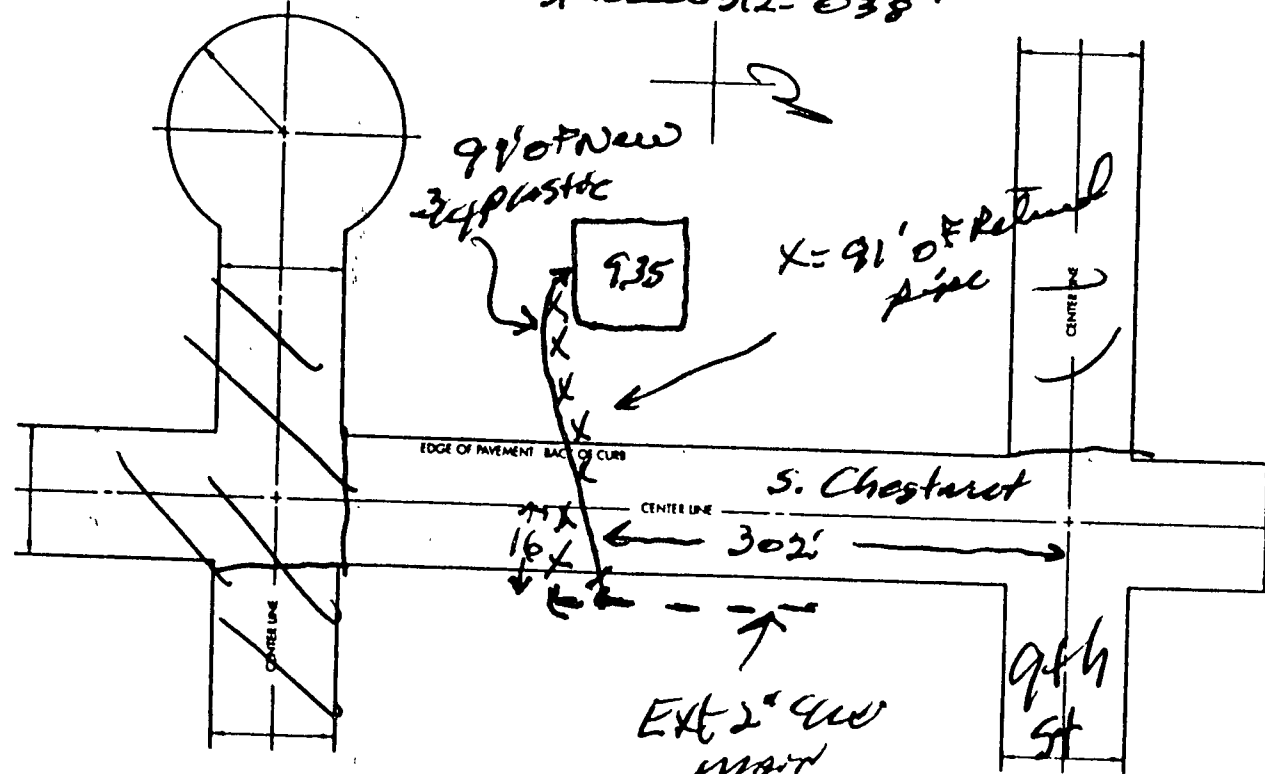 91' of New
3/4 plastic
935
X = 91' of Retired
pipe
CENTER LINE
EDGE OF PAVEMENT BACK OF CURB
S. Chestnut
CENTER LINE
16'
302'
CENTER LINE
9th
St
Ext 2"
main